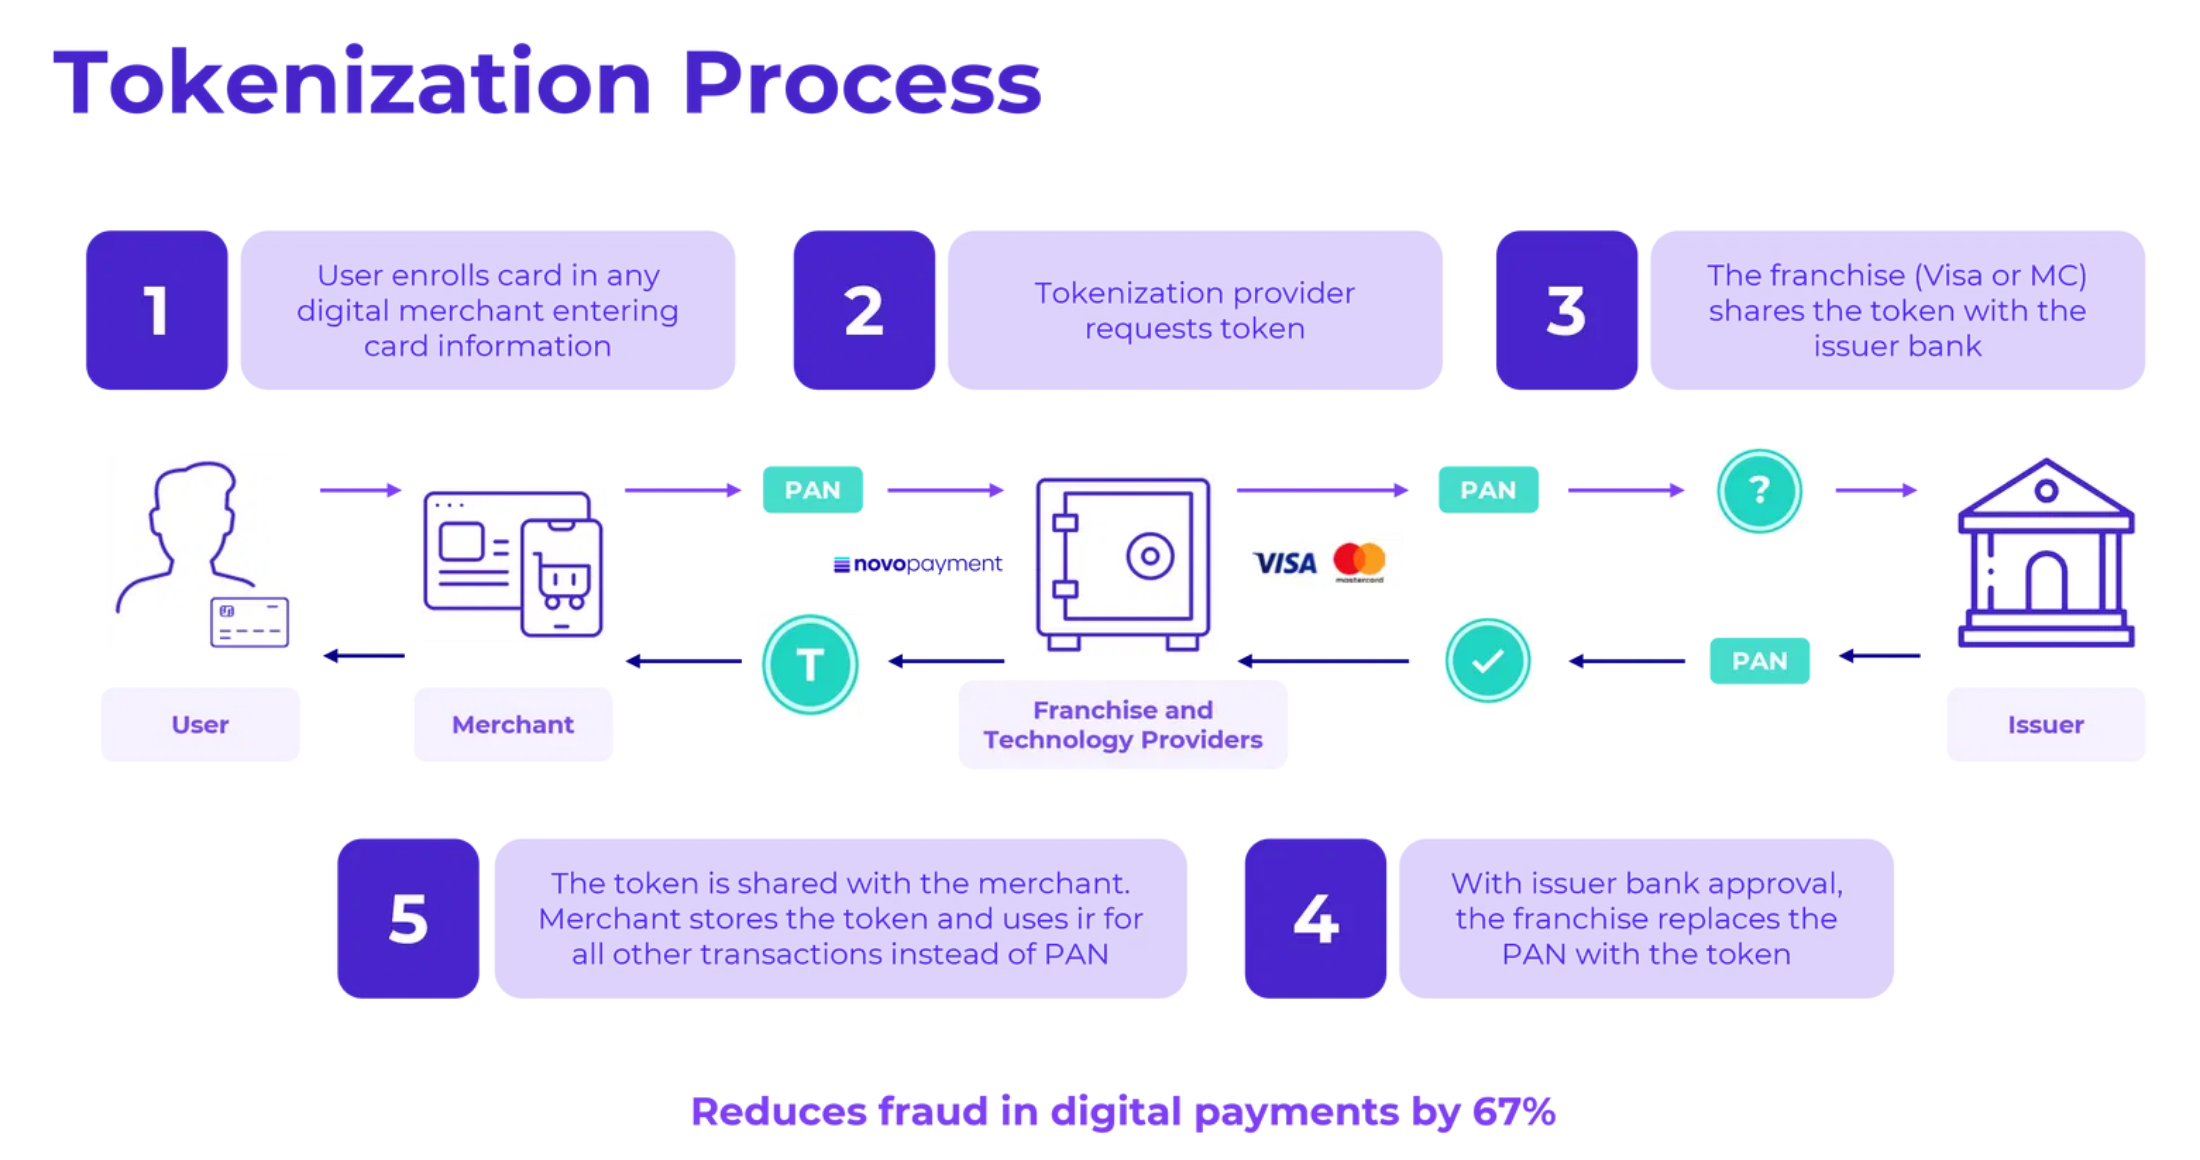 Tokenization Process
1
User enrolls card in any
digital merchant entering
card information
2
Tokenization provider
requests token
3
The franchise (Visa or MC)
shares the token with the
issuer bank
PAN
PAN
?
novopayment
VISA
mastercard
T
PAN
User
Merchant
Franchise and
Technology Providers
Issuer
5
The token is shared with the merchant.
Merchant stores the token and uses ir for
all other transactions instead of PAN
4
With issuer bank approval,
the franchise replaces the
PAN with the token
Reduces fraud in digital payments by 67%